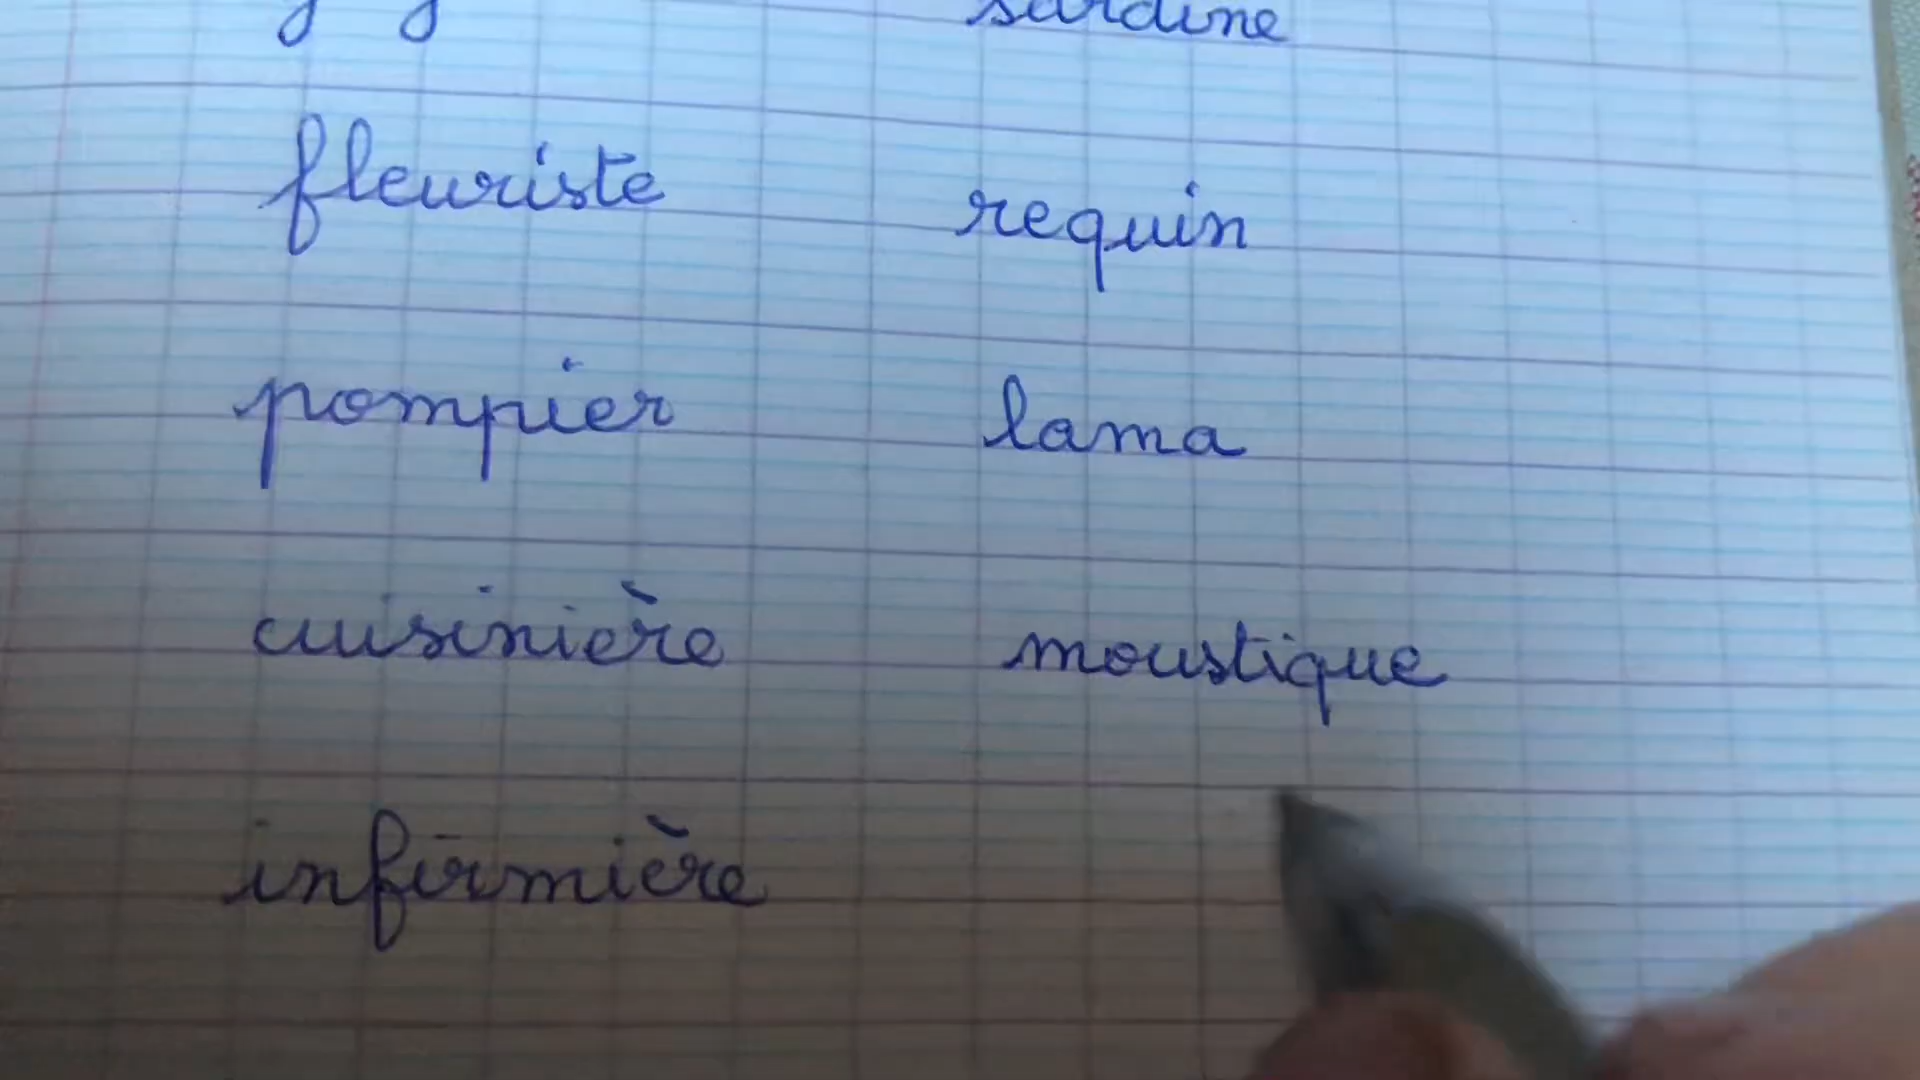 sardine
fleuriste requin
pompier lama
cuisinière moustique
infirmière